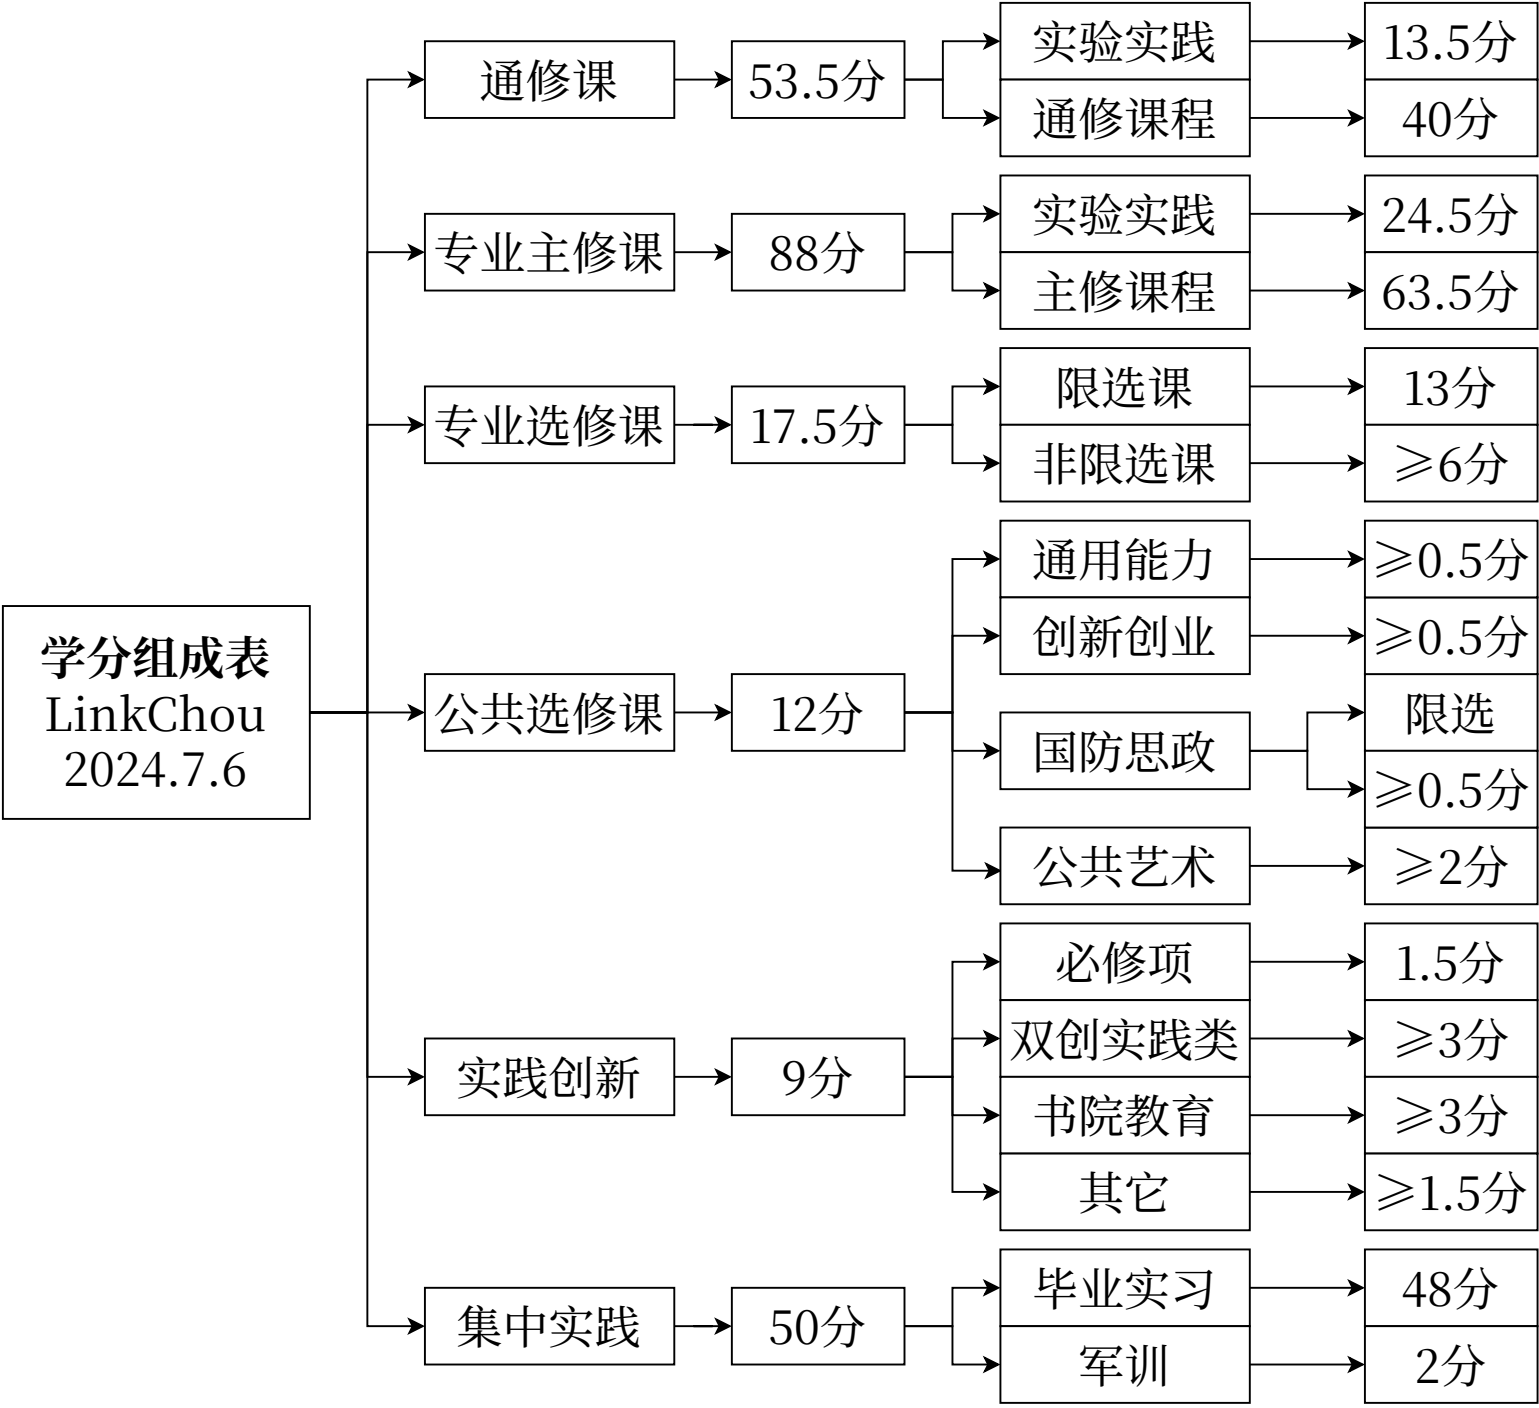 学分组成表
LinkChou
2024.7.6
通修课
53.5分
实验实践
13.5分
通修课程
40分
专业主修课
88分
实验实践
24.5分
主修课程
63.5分
专业选修课
17.5分
限选课
13分
非限选课
≥6分
公共选修课
12分
通用能力
≥0.5分
创新创业
≥0.5分
国防思政
限选
≥0.5分
公共艺术
≥2分
实践创新
9分
必修项
1.5分
双创实践类
≥3分
书院教育
≥3分
其它
≥1.5分
集中实践
50分
毕业实习
48分
军训
2分